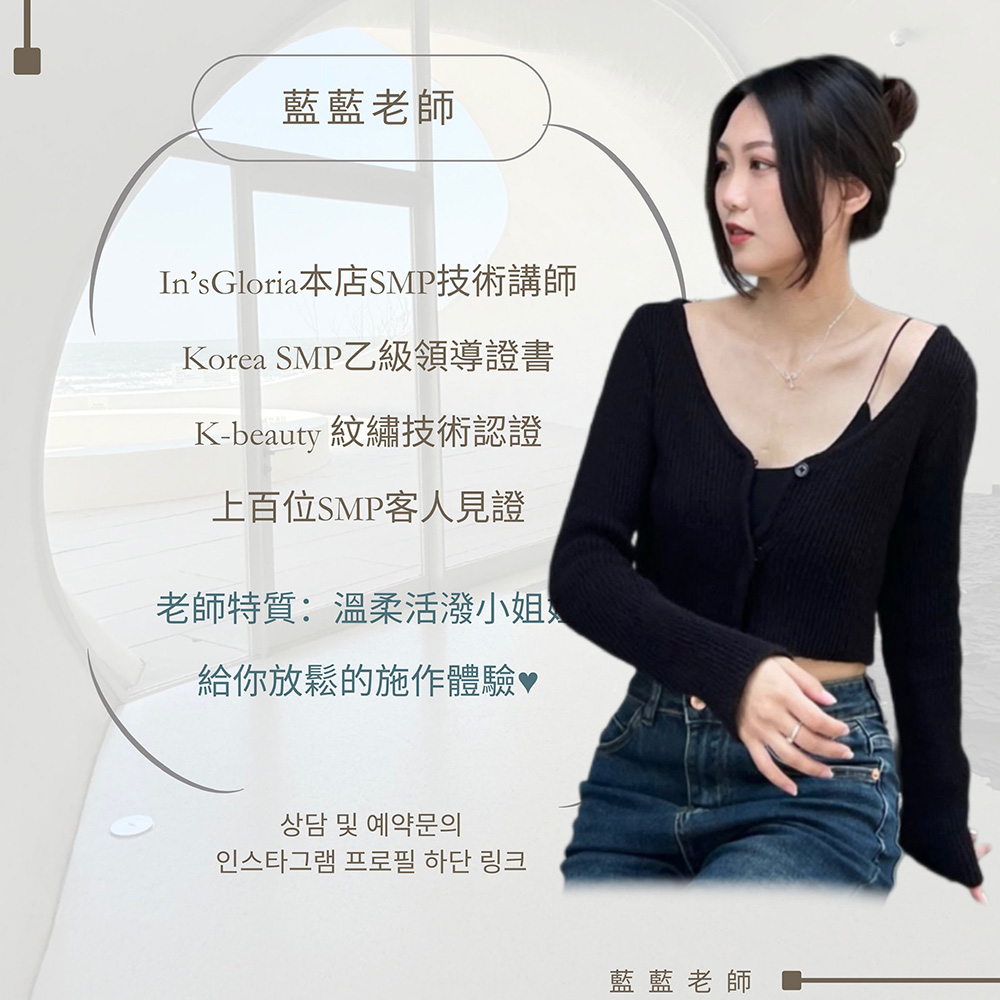 藍藍老師
In’sGloria本店SMP技術講師
Korea SMP乙級領導證書
K-beauty 紋繡技術認證
上百位SMP客人見證
老師特質：溫柔活潑小姐
給你放鬆的施作體驗♥
상담 및 예약문의
인스타그램 프로필 하단 링크
藍藍老師